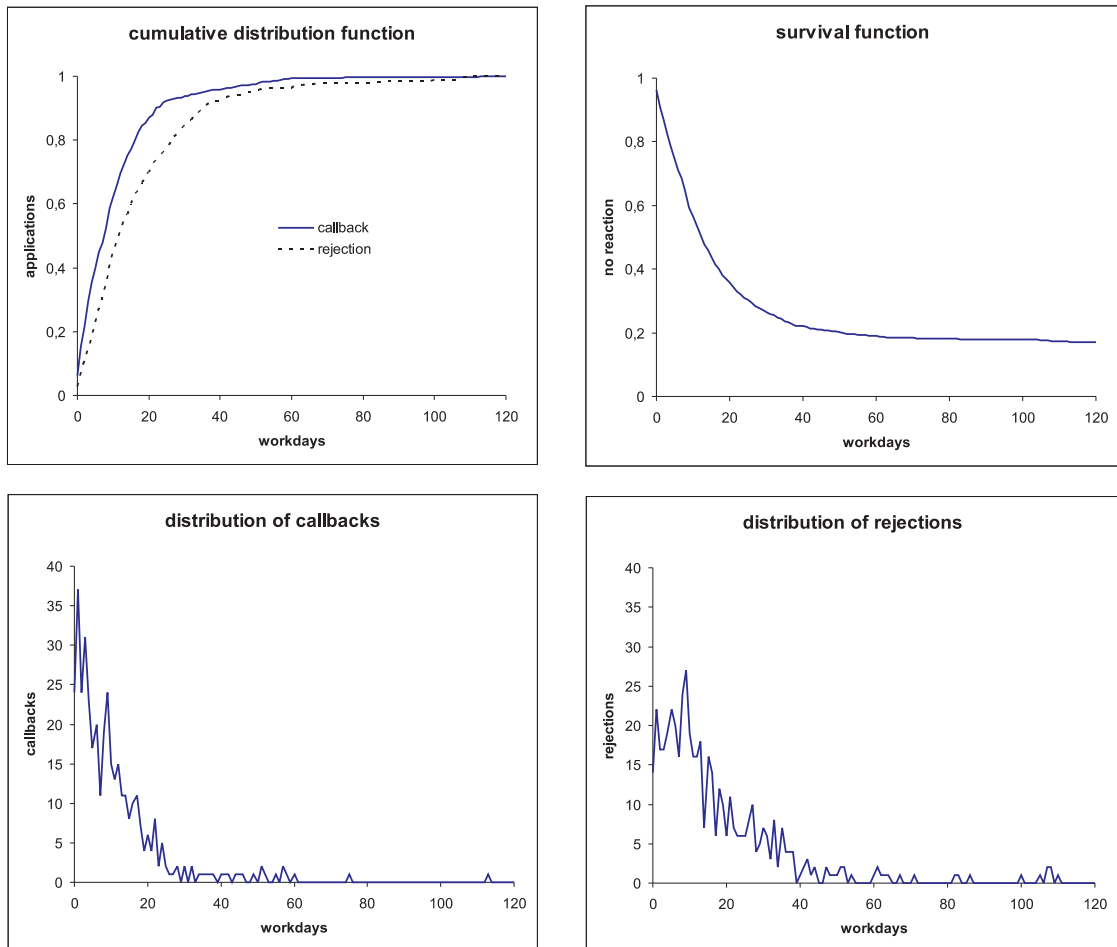 cumulative distribution function
1
0,8
0,6
0,4
0,2
0
applications
callback
rejection
0 20 40 60 80 100 120
workdays
survival function
1
0,8
0,6
0,4
0,2
0
no reaction
0 20 40 60 80 100 120
workdays
distribution of callbacks
40
35
30
25
20
15
10
5
0
callbacks
0 20 40 60 80 100 120
workdays
distribution of rejections
40
35
30
25
20
15
10
5
0
rejections
0 20 40 60 80 100 120
workdays